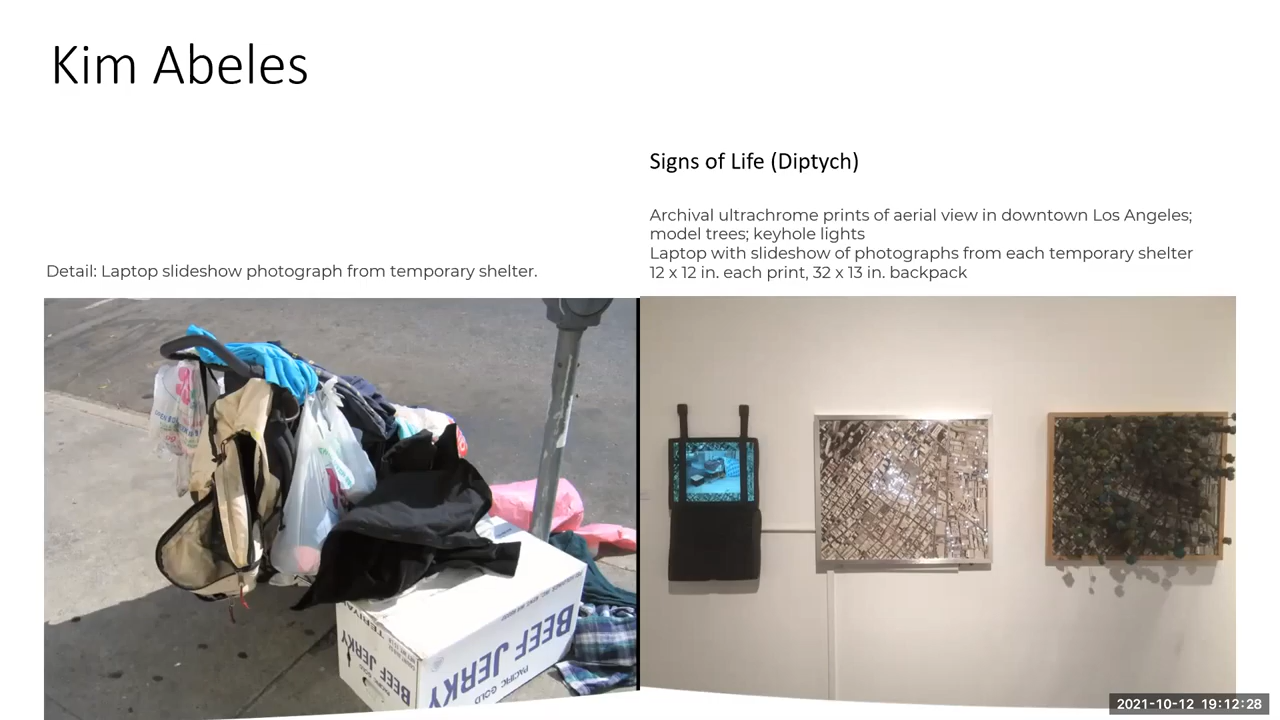 Kim Abeles
Signs of Life (Diptych)
Archival ultrachrome prints of aerial view in downtown Los Angeles;
model trees; keyhole lights
Laptop with slideshow of photographs from each temporary shelter
12 x 12 in. each print, 32 x 13 in. backpack
Detail: Laptop slideshow photograph from temporary shelter.
BEEF JERKY
PACIFIC GOLD
BEEF JERKY
2021-10-12 19:12:28